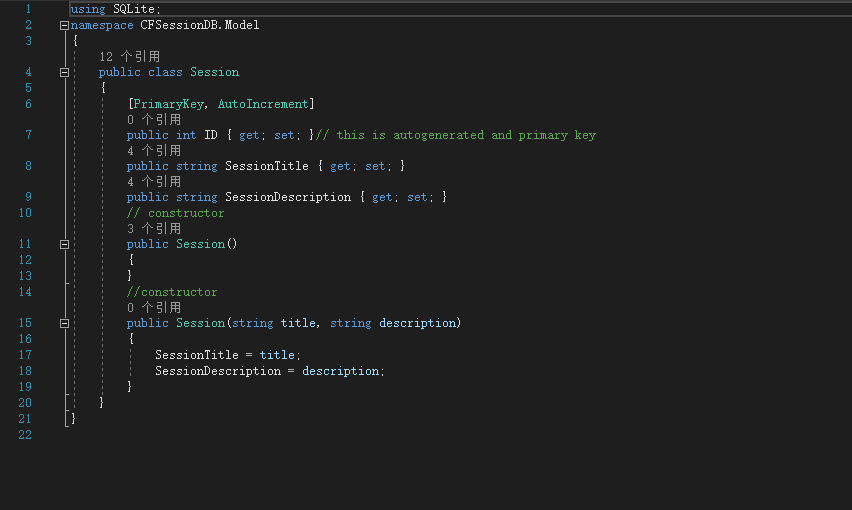 1 using SQLite;
2 namespace CFSessionDB.Model
3 {
12 个引用
4 public class Session
5 {
6 [PrimaryKey, AutoIncrement]
0 个引用
7 public int ID { get; set; }// this is autogenerated and primary key
4 个引用
8 public string SessionTitle { get; set; }
4 个引用
9 public string SessionDescription { get; set; }
10 // constructor
3 个引用
11 public Session()
12 {
13 }
14 //constructor
0 个引用
15 public Session(string title, string description)
16 {
17 SessionTitle = title;
18 SessionDescription = description;
19 }
20 }
21 }
22